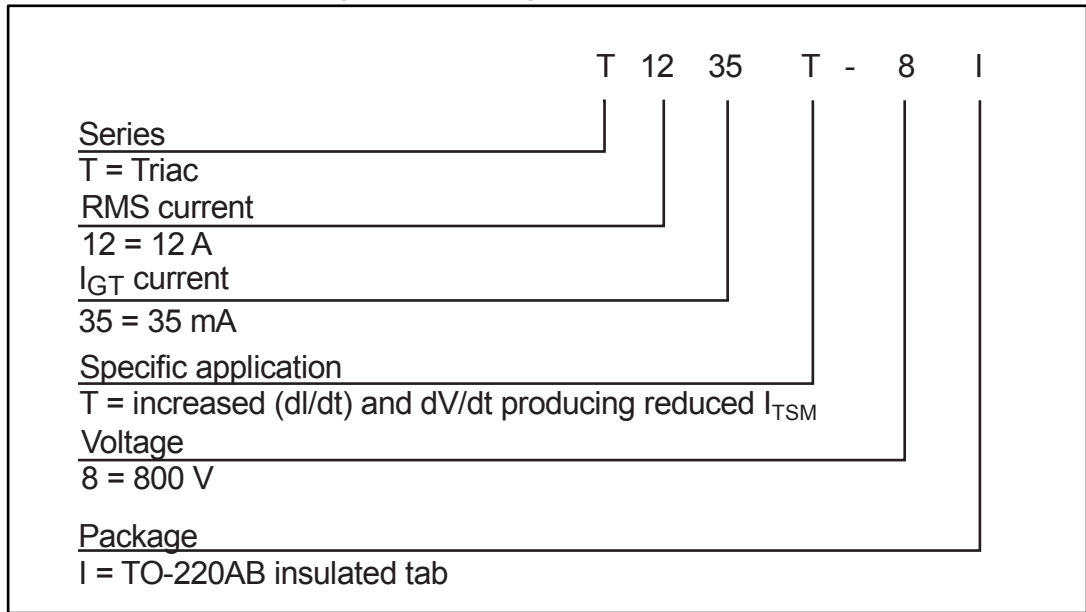 T 12 35 T - 8 I
Series
T = Triac
RMS current
12 = 12 A
IGT current
35 = 35 mA
Specific application
T = increased (dI/dt) and dV/dt producing reduced ITSM
Voltage
8 = 800 V
Package
I = TO-220AB insulated tab